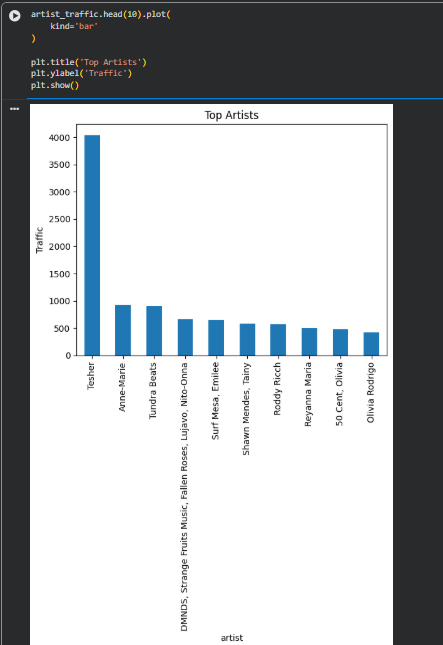 artist_traffic.head(10).plot(
kind='bar'
)
plt.title('Top Artists')
plt.ylabel('Traffic')
plt.show()
Top Artists
4000
3500
3000
2500
2000
1500
1000
500
0
Traffic
Tesher
Anne-Marie
Tundra Beats
DMNDS, Strange Fruits Music, Fallen Roses, Lujavo, Nito-Onna
Surf Mesa, Emilee
Shawn Mendes, Tainy
Roddy Ricch
Reyanna Maria
50 Cent, Olivia
Olivia Rodrigo
artist